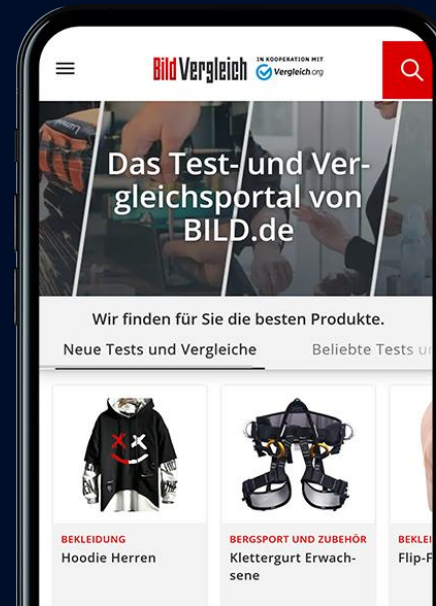 Bild Vergleich
IN KOOPERATION MIT
Vergleich.org
Das Test- und Ver-
gleichsportal von
BILD.de
Wir finden für Sie die besten Produkte.
Neue Tests und Vergleiche
Beliebte Tests u
BEKLEIDUNG
Hoodie Herren
BERGSPORT UND ZUBEHÖR
Klettergurt Erwach-
sene
BEKLEI
Flip-F